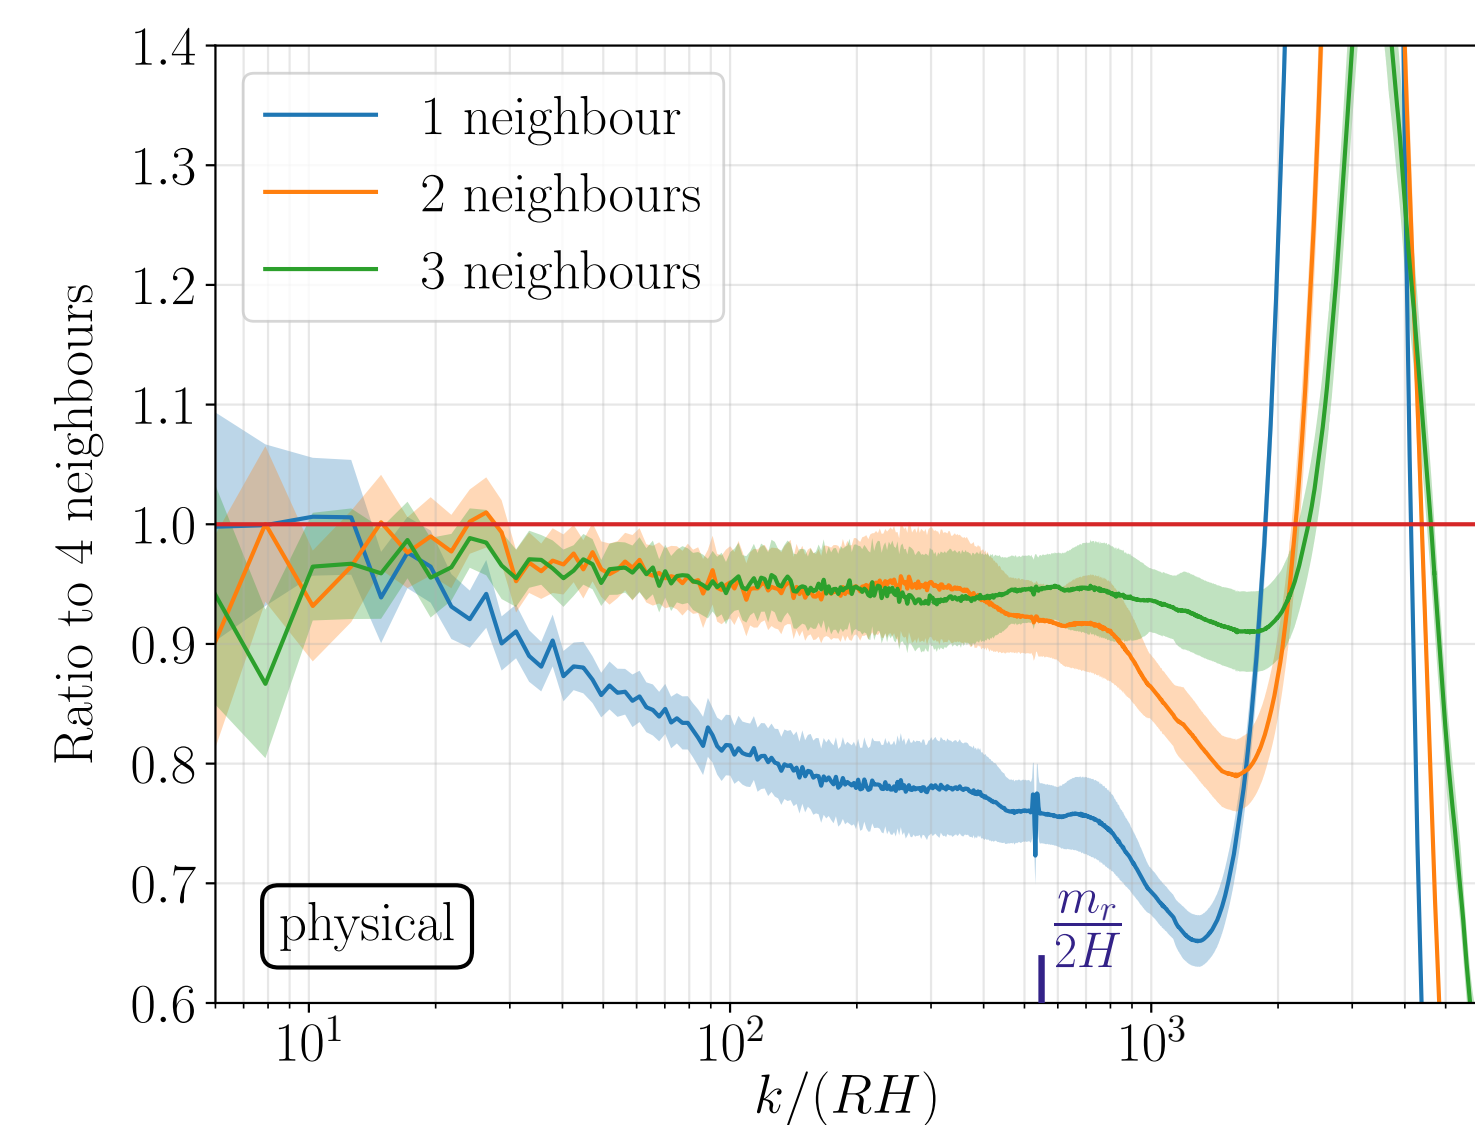 1.4
1.3
1.2
1.1
1.0
0.9
0.8
0.7
0.6
Ratio to 4 neighbours
1 neighbour
2 neighbours
3 neighbours
physical
m_r
2H
10^1 10^2 10^3
k/(RH)